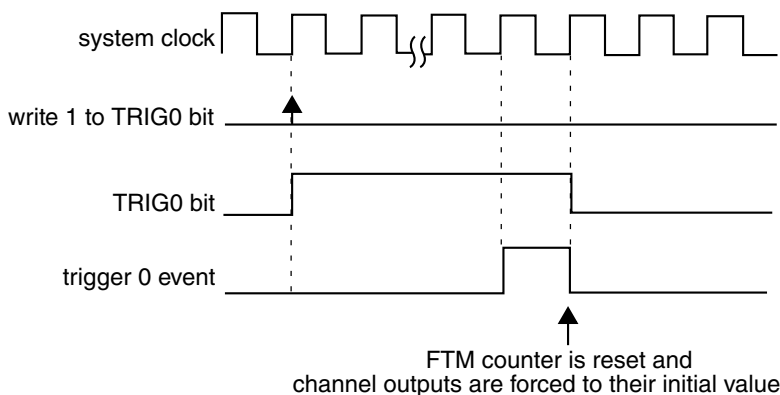 system clock
write 1 to TRIG0 bit
TRIG0 bit
trigger 0 event
FTM counter is reset and
channel outputs are forced to their initial value